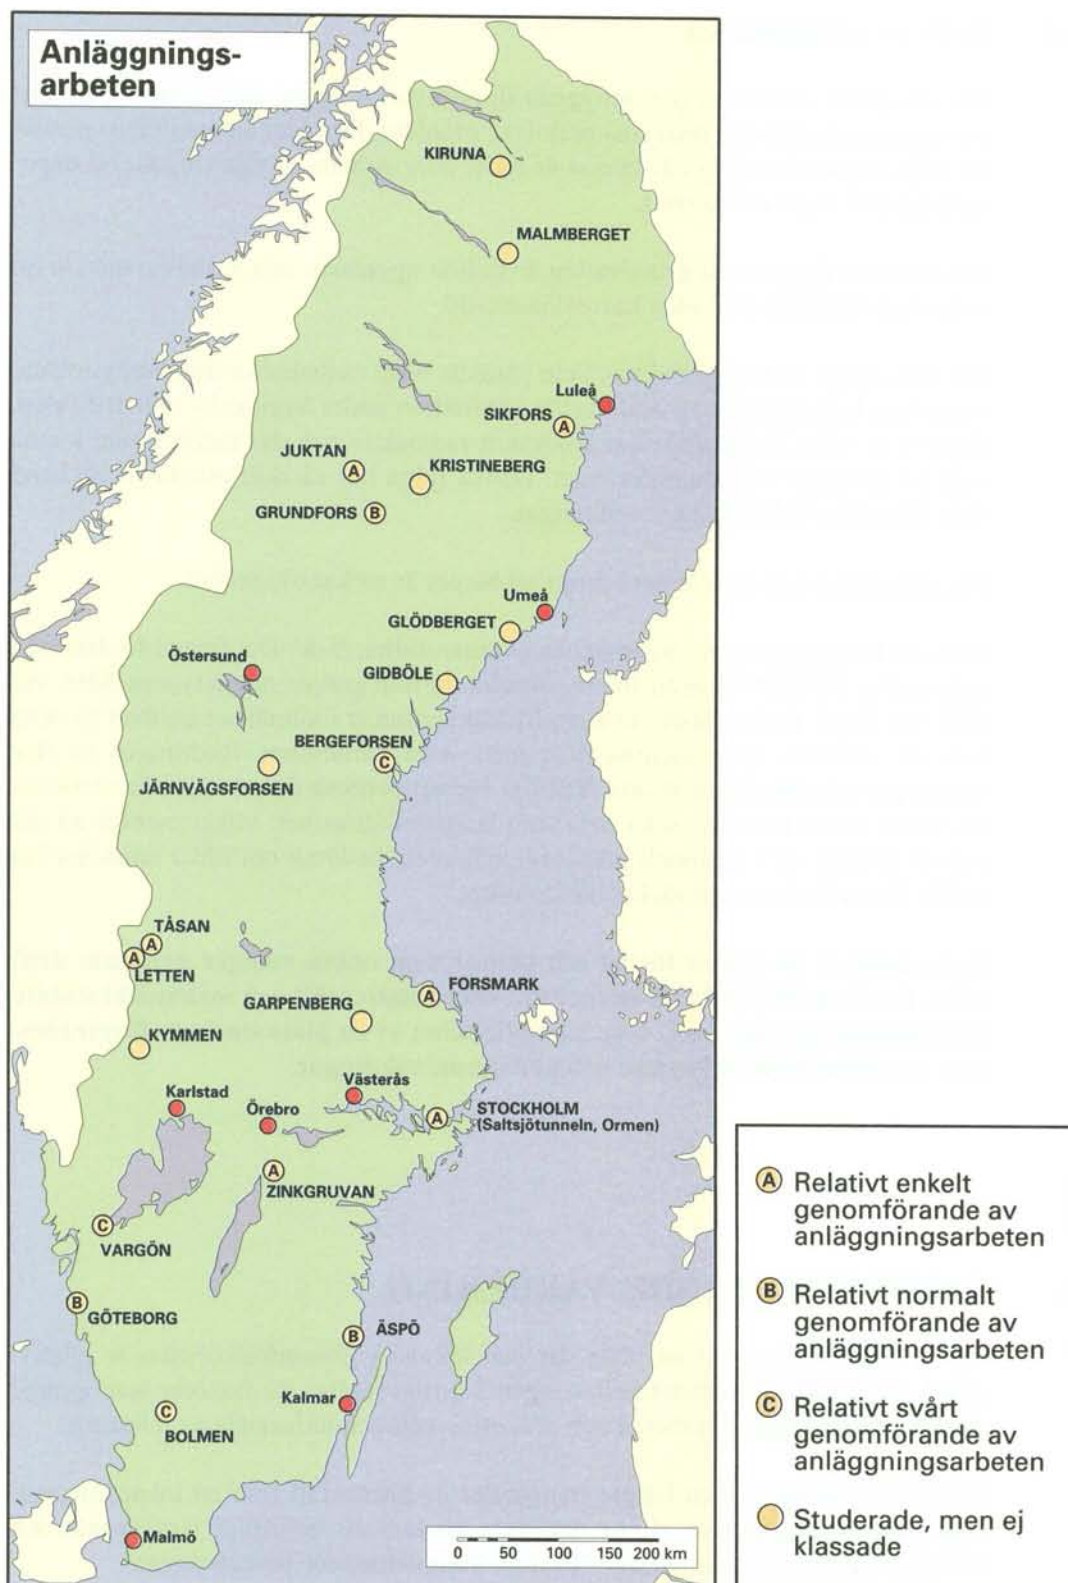 Anläggnings-
arbeten
KIRUNA
MALMBERGET
Luleå
SIKFORS
A
JUKTAN
A
KRISTINEBERG
GRUNDFORS
B
Umeå
GLÖDBERGET
Östersund
GIDBÖLE
BERGEFORSEN
C
JÄRNVÄGSFORSEN
TÅSAN
A
A
LETTEN
FORSMARK
A
GARPENBERG
KYMMEN
Västerås
Karlstad
Örebro
STOCKHOLM
(Saltsjötunneln, Ormen)
A
A
ZINKGRUVAN
C
VARGÖN
B
GÖTEBORG
B
ÄSPÖ
Kalmar
C
BOLMEN
Malmö
0 50 100 150 200 km
A Relativt enkelt
genomförande av
anläggningsarbeten
B Relativt normalt
genomförande av
anläggningsarbeten
C Relativt svårt
genomförande av
anläggningsarbeten
Studerade, men ej
klassade